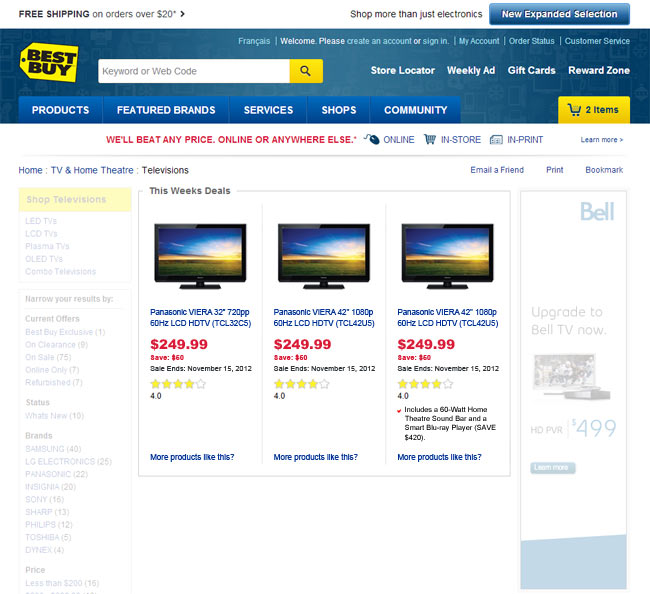 FREE SHIPPING on orders over $20* >
Shop more than just electronics
New Expanded Selection
Français | Welcome. Please create an account or sign in. | My Account | Order Status | Customer Service
BEST BUY
Keyword or Web Code
Store Locator Weekly Ad Gift Cards Reward Zone
PRODUCTS FEATURED BRANDS SERVICES SHOPS COMMUNITY
2 Items
WE'LL BEAT ANY PRICE. ONLINE OR ANYWHERE ELSE.* ONLINE IN-STORE IN-PRINT Learn more >
Home : TV & Home Theatre : Televisions
Email a Friend Print Bookmark
Shop Televisions
LED TVs
LCD TVs
Plasma TVs
OLED TVs
Combo Televisions
Narrow your results by:
Current Offers
Best Buy Exclusive (1)
On Clearance (9)
On Sale (75)
Online Only (7)
Refurbished (7)
Status
Whats New (10)
Brands
SAMSUNG (40)
LG ELECTRONICS (25)
PANASONIC (22)
INSIGNIA (20)
SONY (16)
SHARP (13)
PHILIPS (12)
TOSHIBA (5)
DYNEX (4)
Price
Less than $200 (16)
This Weeks Deals
Panasonic VIERA 32" 720pp
60Hz LCD HDTV (TCL32C5)
$249.99
Save: $60
Sale Ends: November 15, 2012
4.0
More products like this?
Panasonic VIERA 42" 1080p
60Hz LCD HDTV (TCL42U5)
$249.99
Save: $60
Sale Ends: November 15, 2012
4.0
More products like this?
Panasonic VIERA 42" 1080p
60Hz LCD HDTV (TCL42U5)
$249.99
Save: $60
Sale Ends: November 15, 2012
4.0
Includes a 60-Watt Home
Theatre Sound Bar and a
Smart Blu-ray Player (SAVE
$420).
More products like this?
Bell
Upgrade to
Bell TV now.
HD PVR $499
Learn more